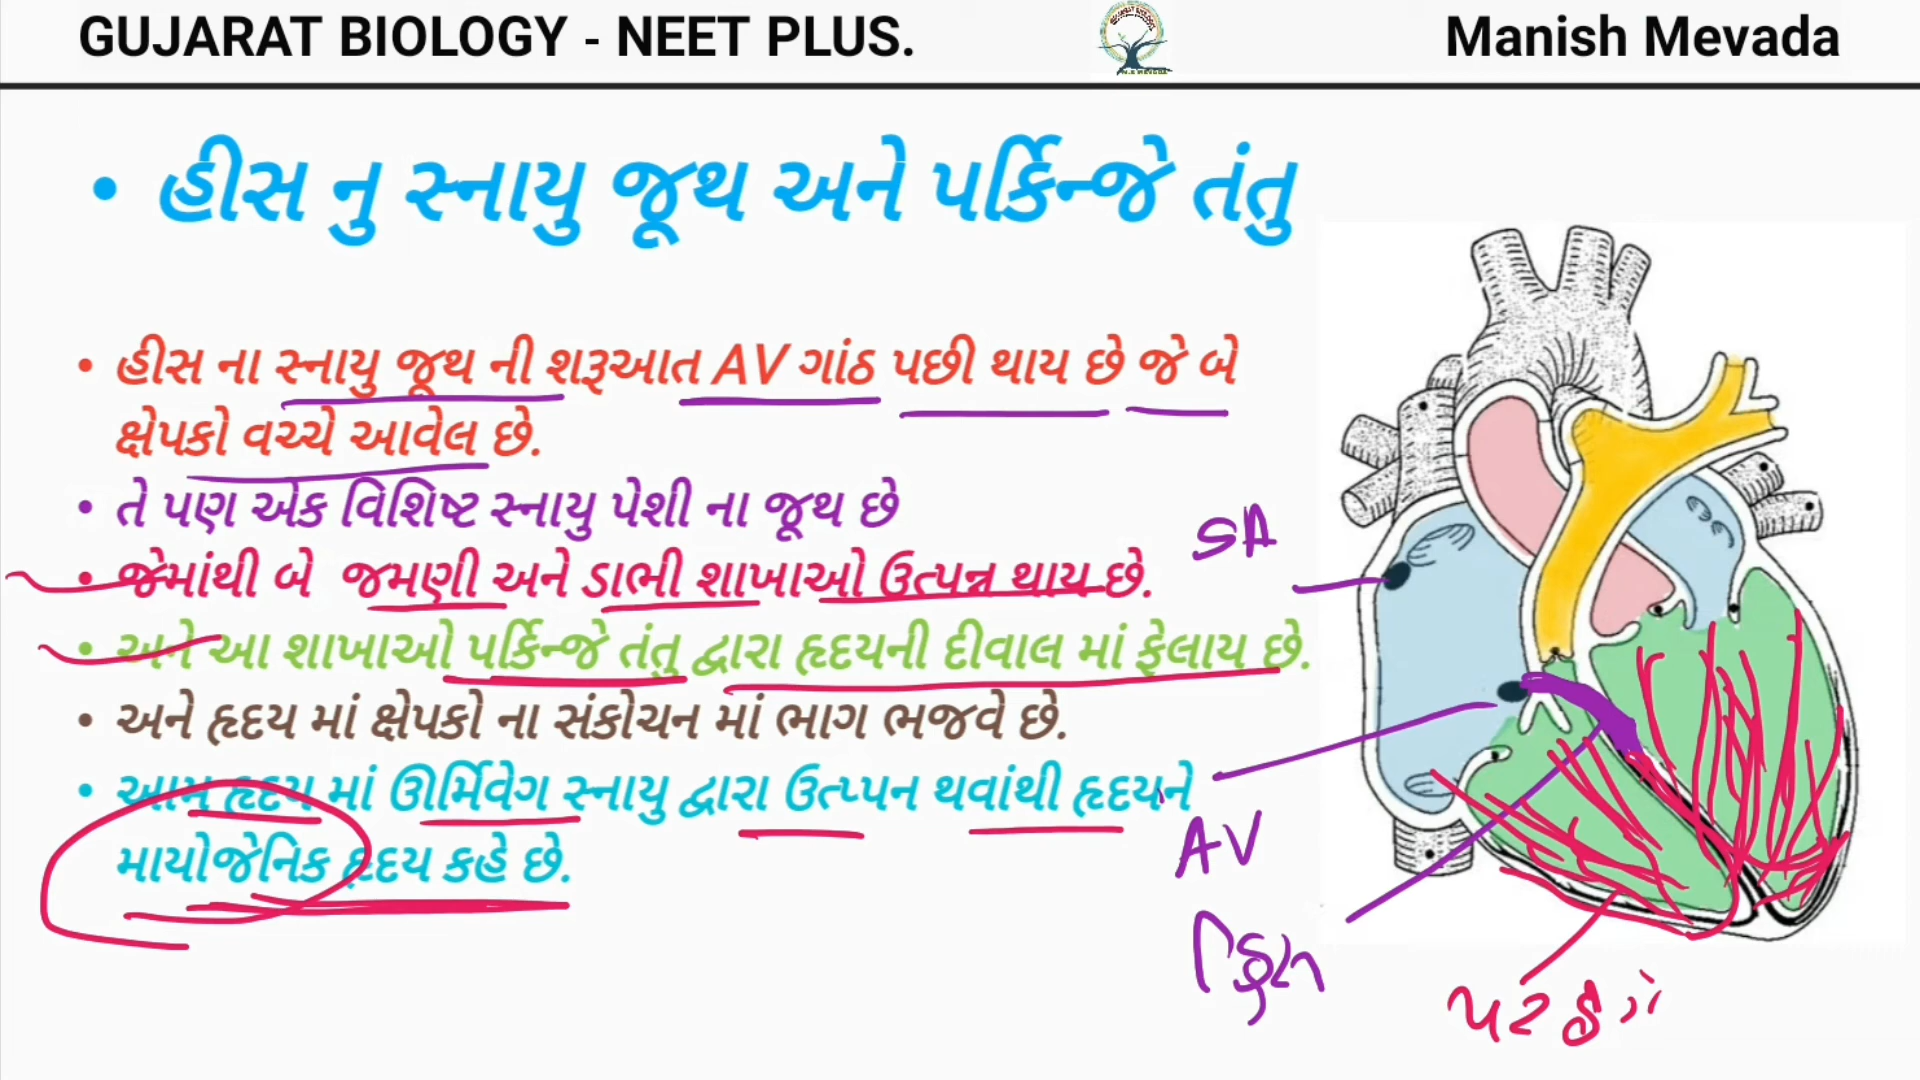 GUJARAT BIOLOGY - NEET PLUS.
Manish Mevada
• હીસ નુ સ્નાયુ જૂથ અને પર્કિન્જે તંતુ
• હીસ ના સ્નાયુ જૂથ ની શરૂઆત AV ગાંઠ પછી થાય છે જે બે
ક્ષેપકો વચ્ચે આવેલ છે.
• તે પણ એક વિશિષ્ટ સ્નાયુ પેશી ના જૂથ છે
• જેમાંથી બે જમણી અને ડાભી શાખાઓ ઉત્પન્ન થાય છે.
• અને આ શાખાઓ પર્કિન્જે તંતુ દ્વારા હૃદયની દીવાલ માં ફેલાય છે.
• અને હૃદય માં ક્ષેપકો ના સંકોચન માં ભાગ ભજવે છે.
• આમ હૃદય માં ઊર્મિવેગ સ્નાયુ દ્વારા ઉત્પ્પન થવાંથી હૃદયને
માયોજેનિક હૃદય કહે છે.
SA
AV